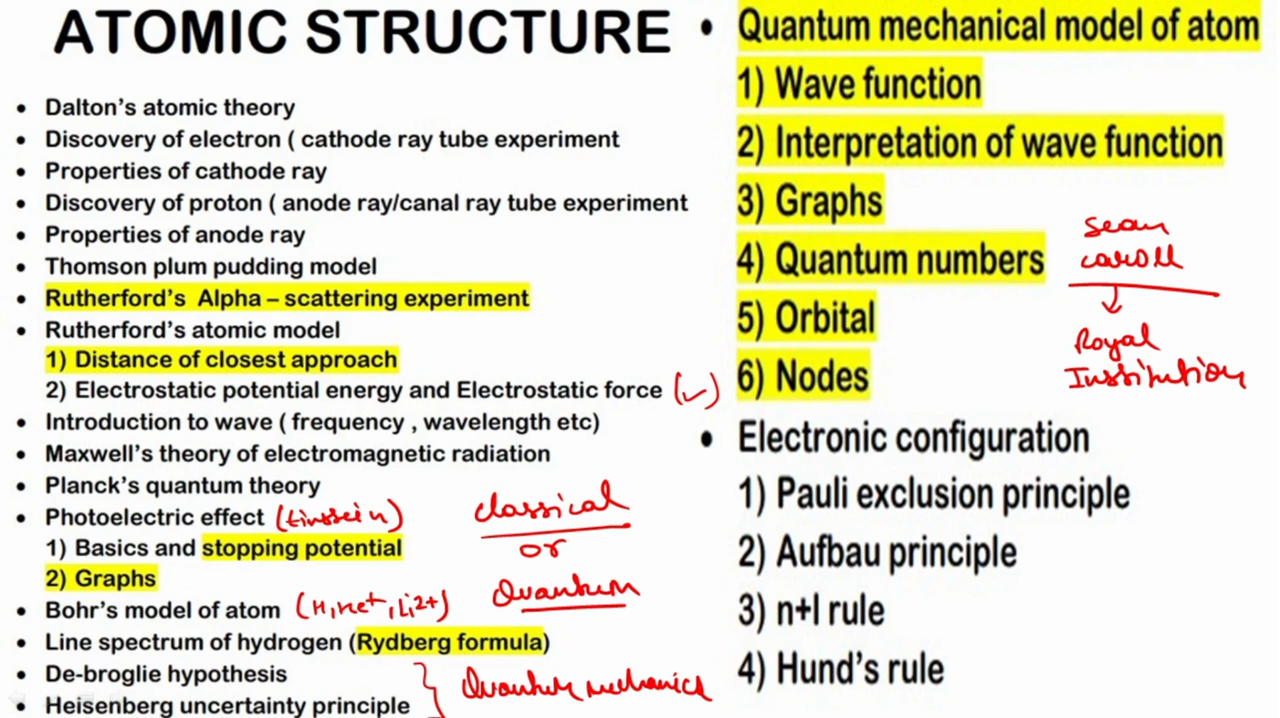 ATOMIC STRUCTURE
• Dalton's atomic theory
• Discovery of electron ( cathode ray tube experiment
• Properties of cathode ray
• Discovery of proton ( anode ray/canal ray tube experiment
• Properties of anode ray
• Thomson plum pudding model
• Rutherford's Alpha – scattering experiment
• Rutherford's atomic model
1) Distance of closest approach
2) Electrostatic potential energy and Electrostatic force (✓)
• Introduction to wave ( frequency , wavelength etc)
• Maxwell's theory of electromagnetic radiation
• Planck's quantum theory
• Photoelectric effect (Einstein)
1) Basics and stopping potential
2) Graphs
• Bohr's model of atom (H, He+, Li2+)
• Line spectrum of hydrogen (Rydberg formula)
• De-broglie hypothesis
• Heisenberg uncertainty principle
Quantum mechanics
classical
or
Quantum
• Quantum mechanical model of atom
1) Wave function
2) Interpretation of wave function
3) Graphs
4) Quantum numbers
5) Orbital
6) Nodes
• Electronic configuration
1) Pauli exclusion principle
2) Aufbau principle
3) n+l rule
4) Hund's rule
Sean
caroll
Royal
Institution